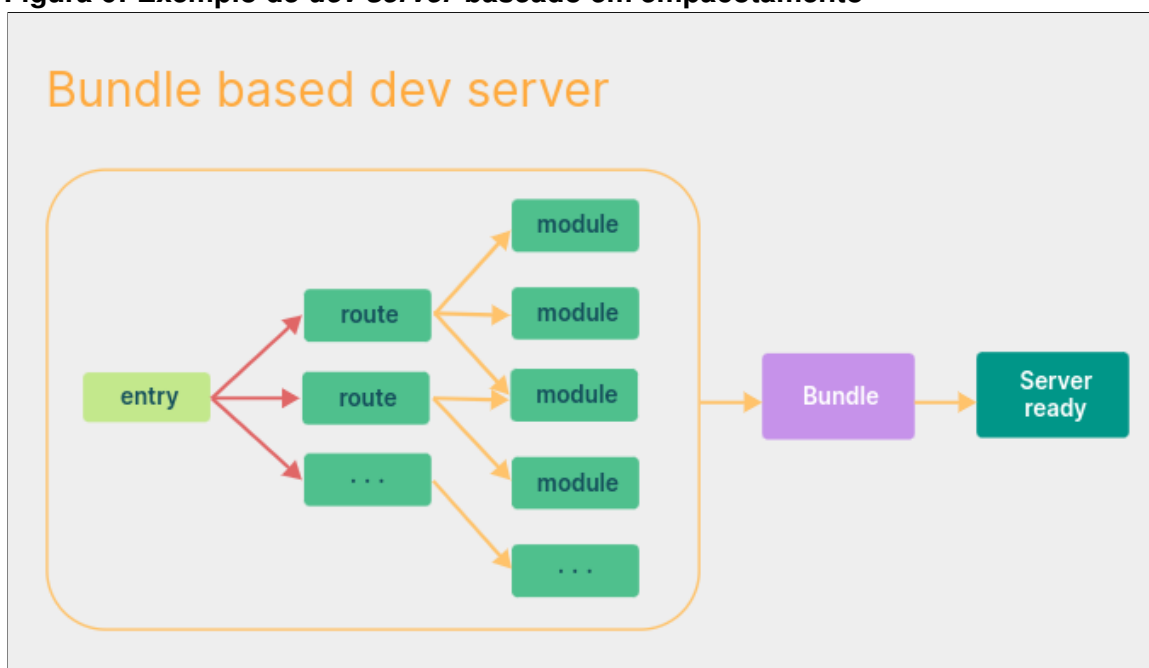 Bundle based dev server
module
route
module
entry
route
module
Bundle
Server
ready
. . .
module
. . .